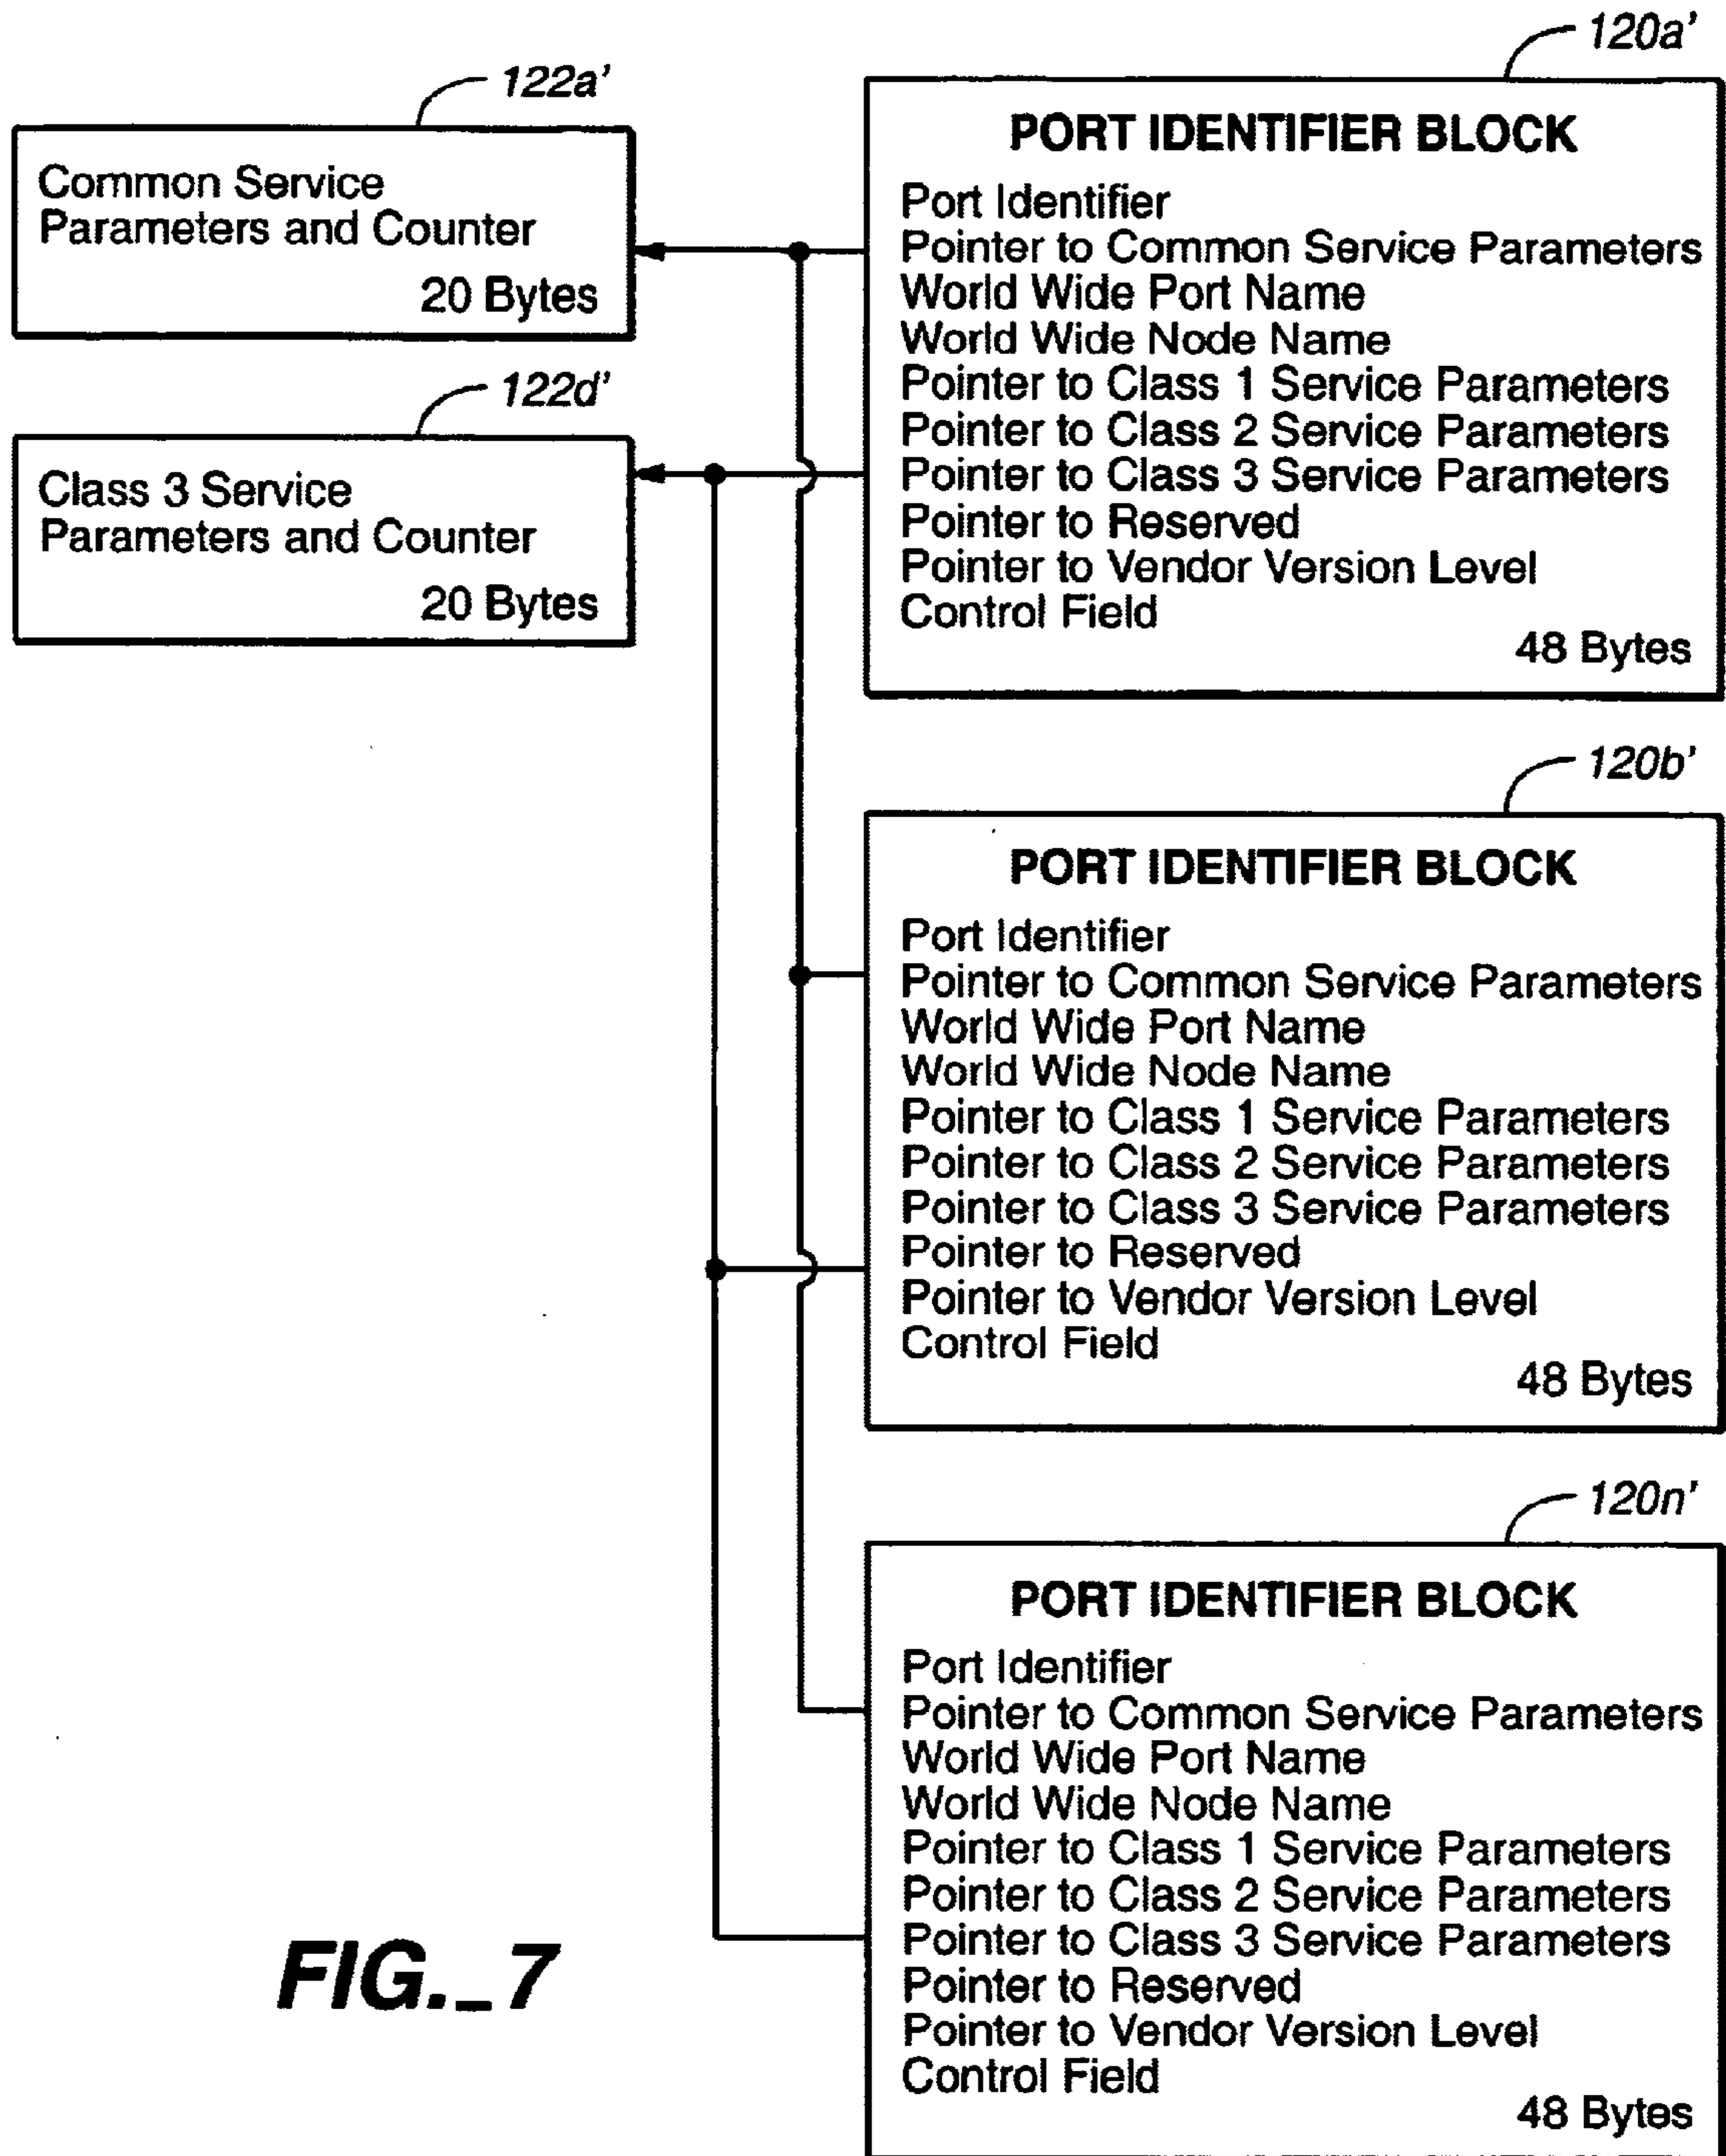 122a'
Common Service
Parameters and Counter
20 Bytes
122d'
Class 3 Service
Parameters and Counter
20 Bytes
120a'
PORT IDENTIFIER BLOCK
Port Identifier
Pointer to Common Service Parameters
World Wide Port Name
World Wide Node Name
Pointer to Class 1 Service Parameters
Pointer to Class 2 Service Parameters
Pointer to Class 3 Service Parameters
Pointer to Reserved
Pointer to Vendor Version Level
Control Field
48 Bytes
120b'
PORT IDENTIFIER BLOCK
Port Identifier
Pointer to Common Service Parameters
World Wide Port Name
World Wide Node Name
Pointer to Class 1 Service Parameters
Pointer to Class 2 Service Parameters
Pointer to Class 3 Service Parameters
Pointer to Reserved
Pointer to Vendor Version Level
Control Field
48 Bytes
120n'
PORT IDENTIFIER BLOCK
Port Identifier
Pointer to Common Service Parameters
World Wide Port Name
World Wide Node Name
Pointer to Class 1 Service Parameters
Pointer to Class 2 Service Parameters
Pointer to Class 3 Service Parameters
Pointer to Reserved
Pointer to Vendor Version Level
Control Field
48 Bytes
FIG._7